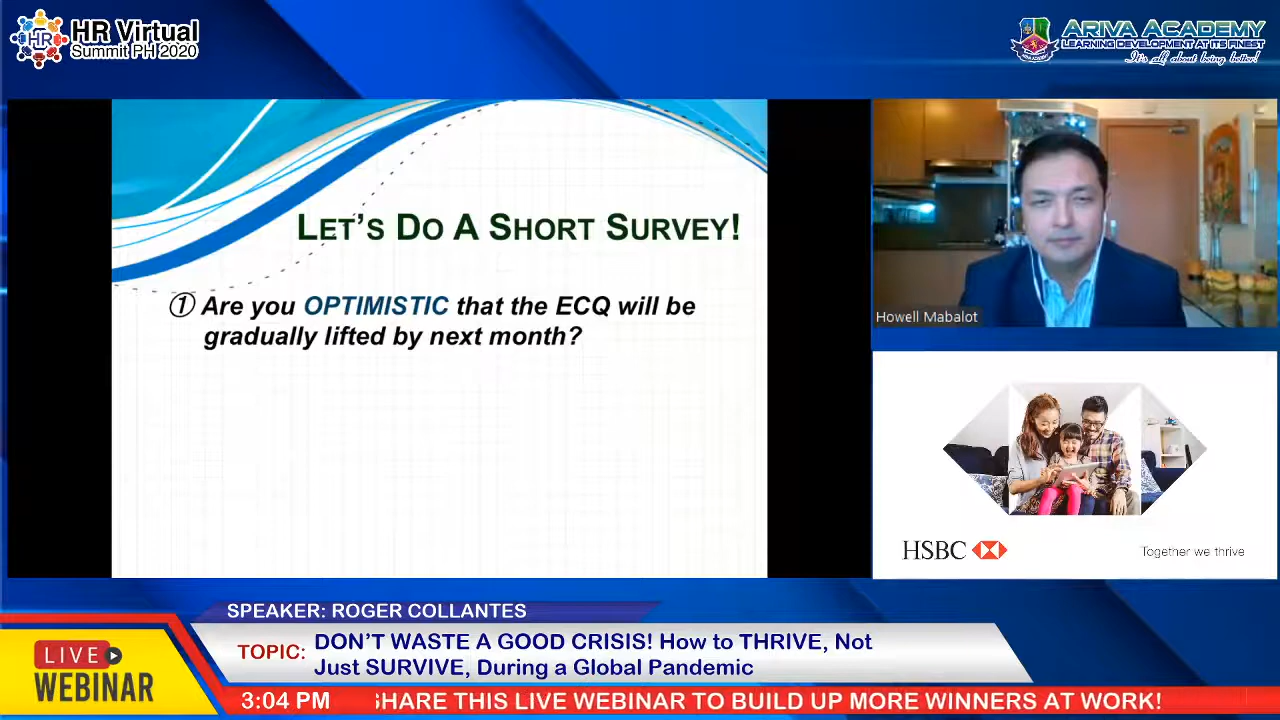 HR
HR Virtual
Summit PH 2020
ARIVA ACADEMY
LEARNING DEVELOPMENT AT ITS FINEST
It's all about being better!
LET'S DO A SHORT SURVEY!
① Are you OPTIMISTIC that the ECQ will be
gradually lifted by next month?
Howell Mabalot
HSBC
Together we thrive
SPEAKER: ROGER COLLANTES
TOPIC: DON'T WASTE A GOOD CRISIS! How to THRIVE, Not
Just SURVIVE, During a Global Pandemic
LIVE
WEBINAR
3:04 PM SHARE THIS LIVE WEBINAR TO BUILD UP MORE WINNERS AT WORK!